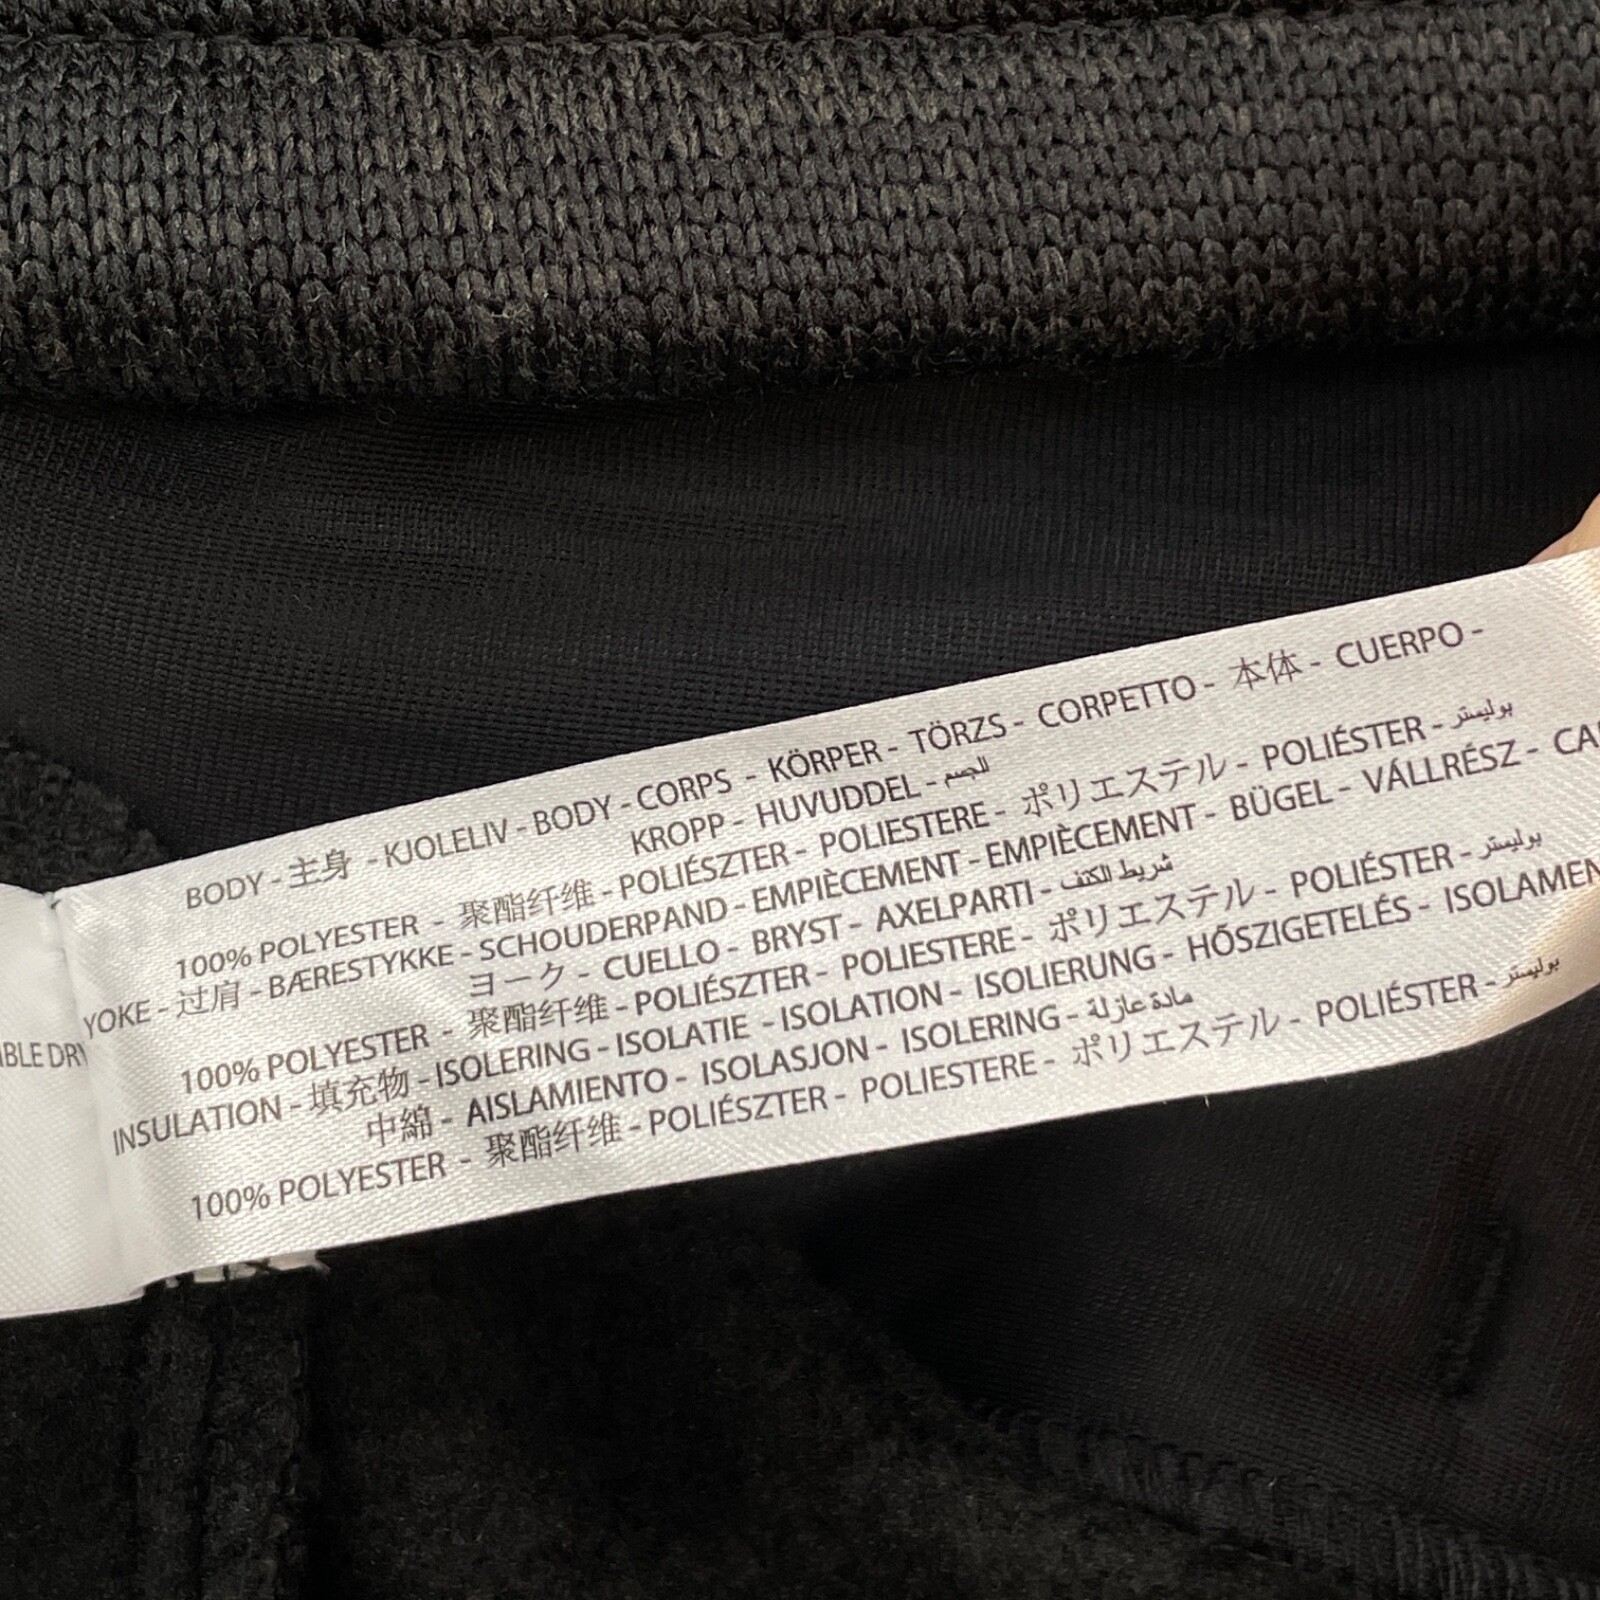 BODY - 主身 - KJOLELIV - BODY - CORPS - KÖRPER - TÖRZS - CORPETTO - 本体 - CUERPO -
KROPP - HUVUDDEL - الجسم
100% POLYESTER - 聚酯纤维 - POLIÉSZTER - POLIESTERE - ポリエステル - POLIÉSTER - بوليستر
YOKE - 过肩 - BÆRESTYKKE - SCHOUDERPAND - EMPIÈCEMENT - EMPIÈCEMENT - BÜGEL - VÁLLRÉSZ - CA
ヨーク - CUELLO - BRYST - AXELPARTI - شريط الكتف
100% POLYESTER - 聚酯纤维 - POLIÉSZTER - POLIESTERE - ポリエステル - POLIÉSTER - بوليستر
INSULATION - 填充物 - ISOLERING - ISOLATIE - ISOLATION - ISOLIERUNG - HŐSZIGETELÉS - ISOLAMEN
中綿 - AISLAMIENTO - ISOLASJON - ISOLERING - مادة عازلة
100% POLYESTER - 聚酯纤维 - POLIÉSZTER - POLIESTERE - ポリエステル - POLIÉSTER - بوليستر
IBLE DRY